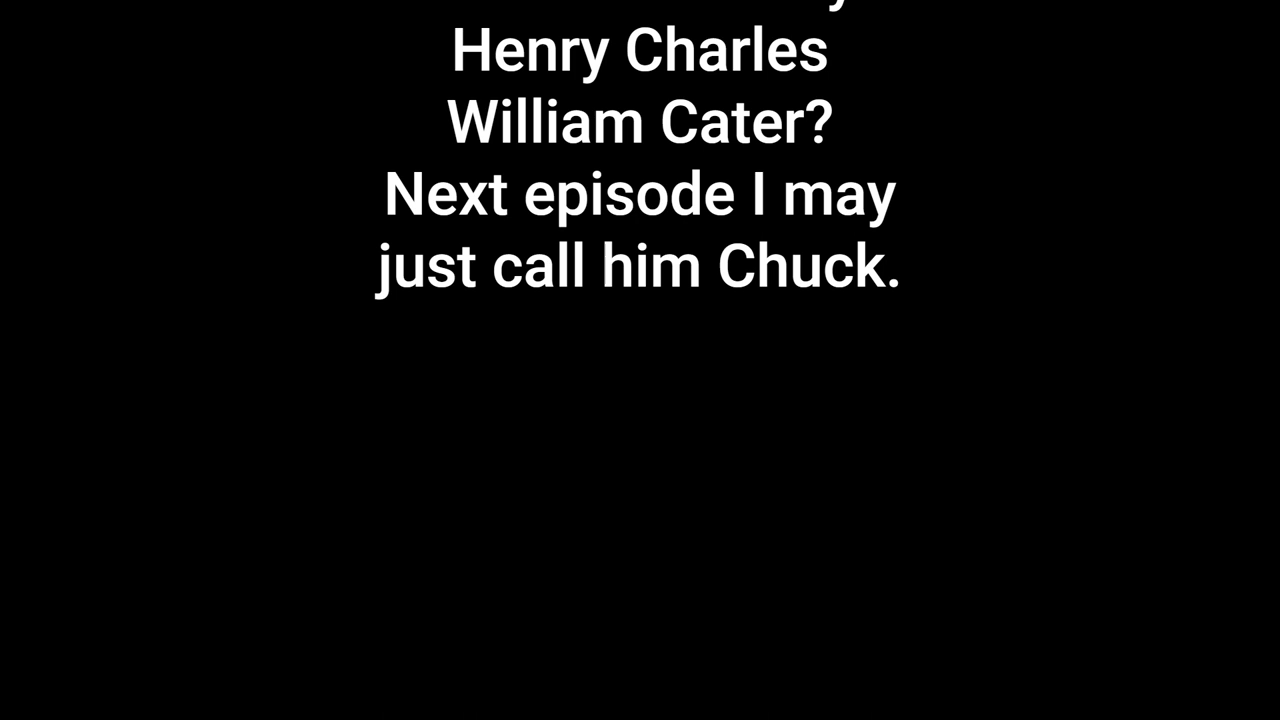 Henry Charles
William Cater?
Next episode I may
just call him Chuck.